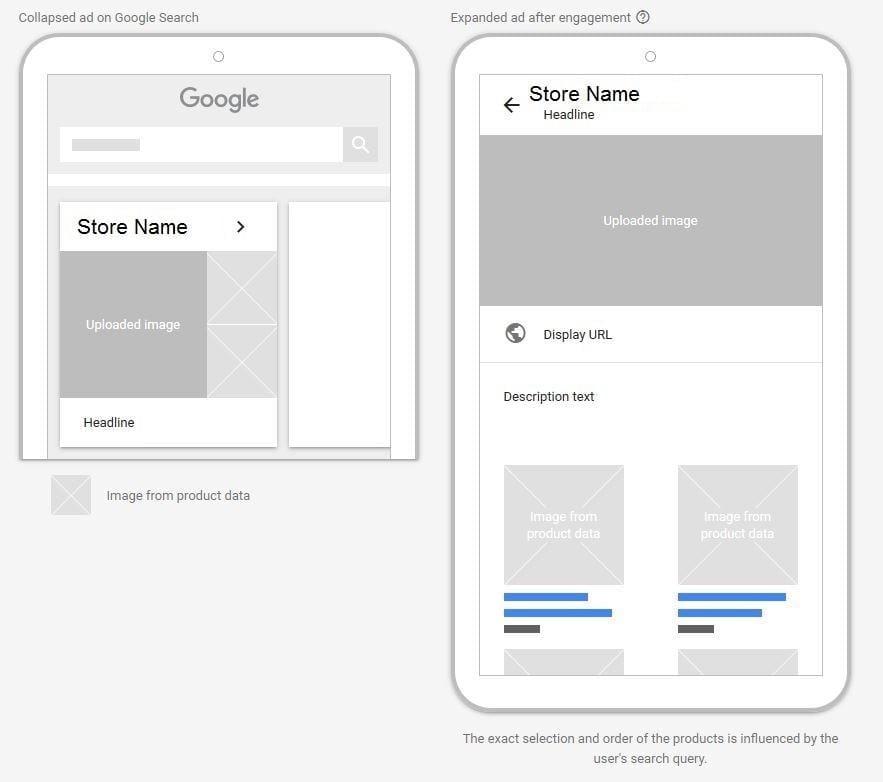 Collapsed ad on Google Search
Google
Store Name
Uploaded image
Headline
Image from product data
Expanded ad after engagement
Store Name
Headline
Uploaded image
Display URL
Description text
Image from
product data
Image from
product data
The exact selection and order of the products is influenced by the
user's search query.